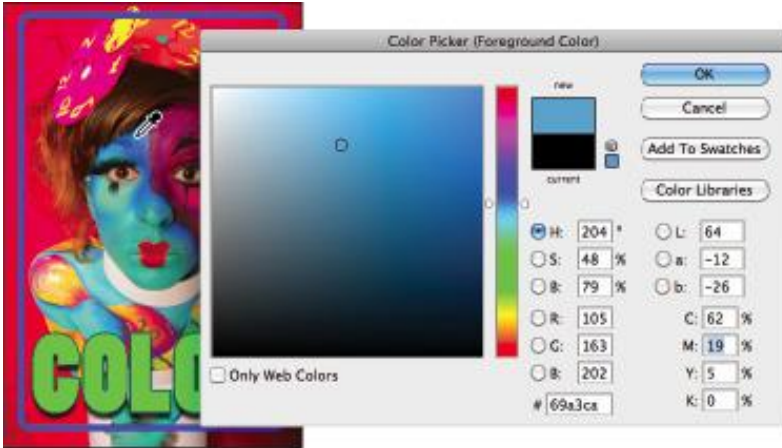 Color Picker (Foreground Color)
new
current
OK
Cancel
Add To Swatches
Color Libraries
H: 204 °
S: 48 %
B: 79 %
R: 105
G: 163
B: 202
# 69a3ca
L: 64
a: -12
b: -26
C: 62 %
M: 19 %
Y: 5 %
K: 0 %
Only Web Colors
COLO